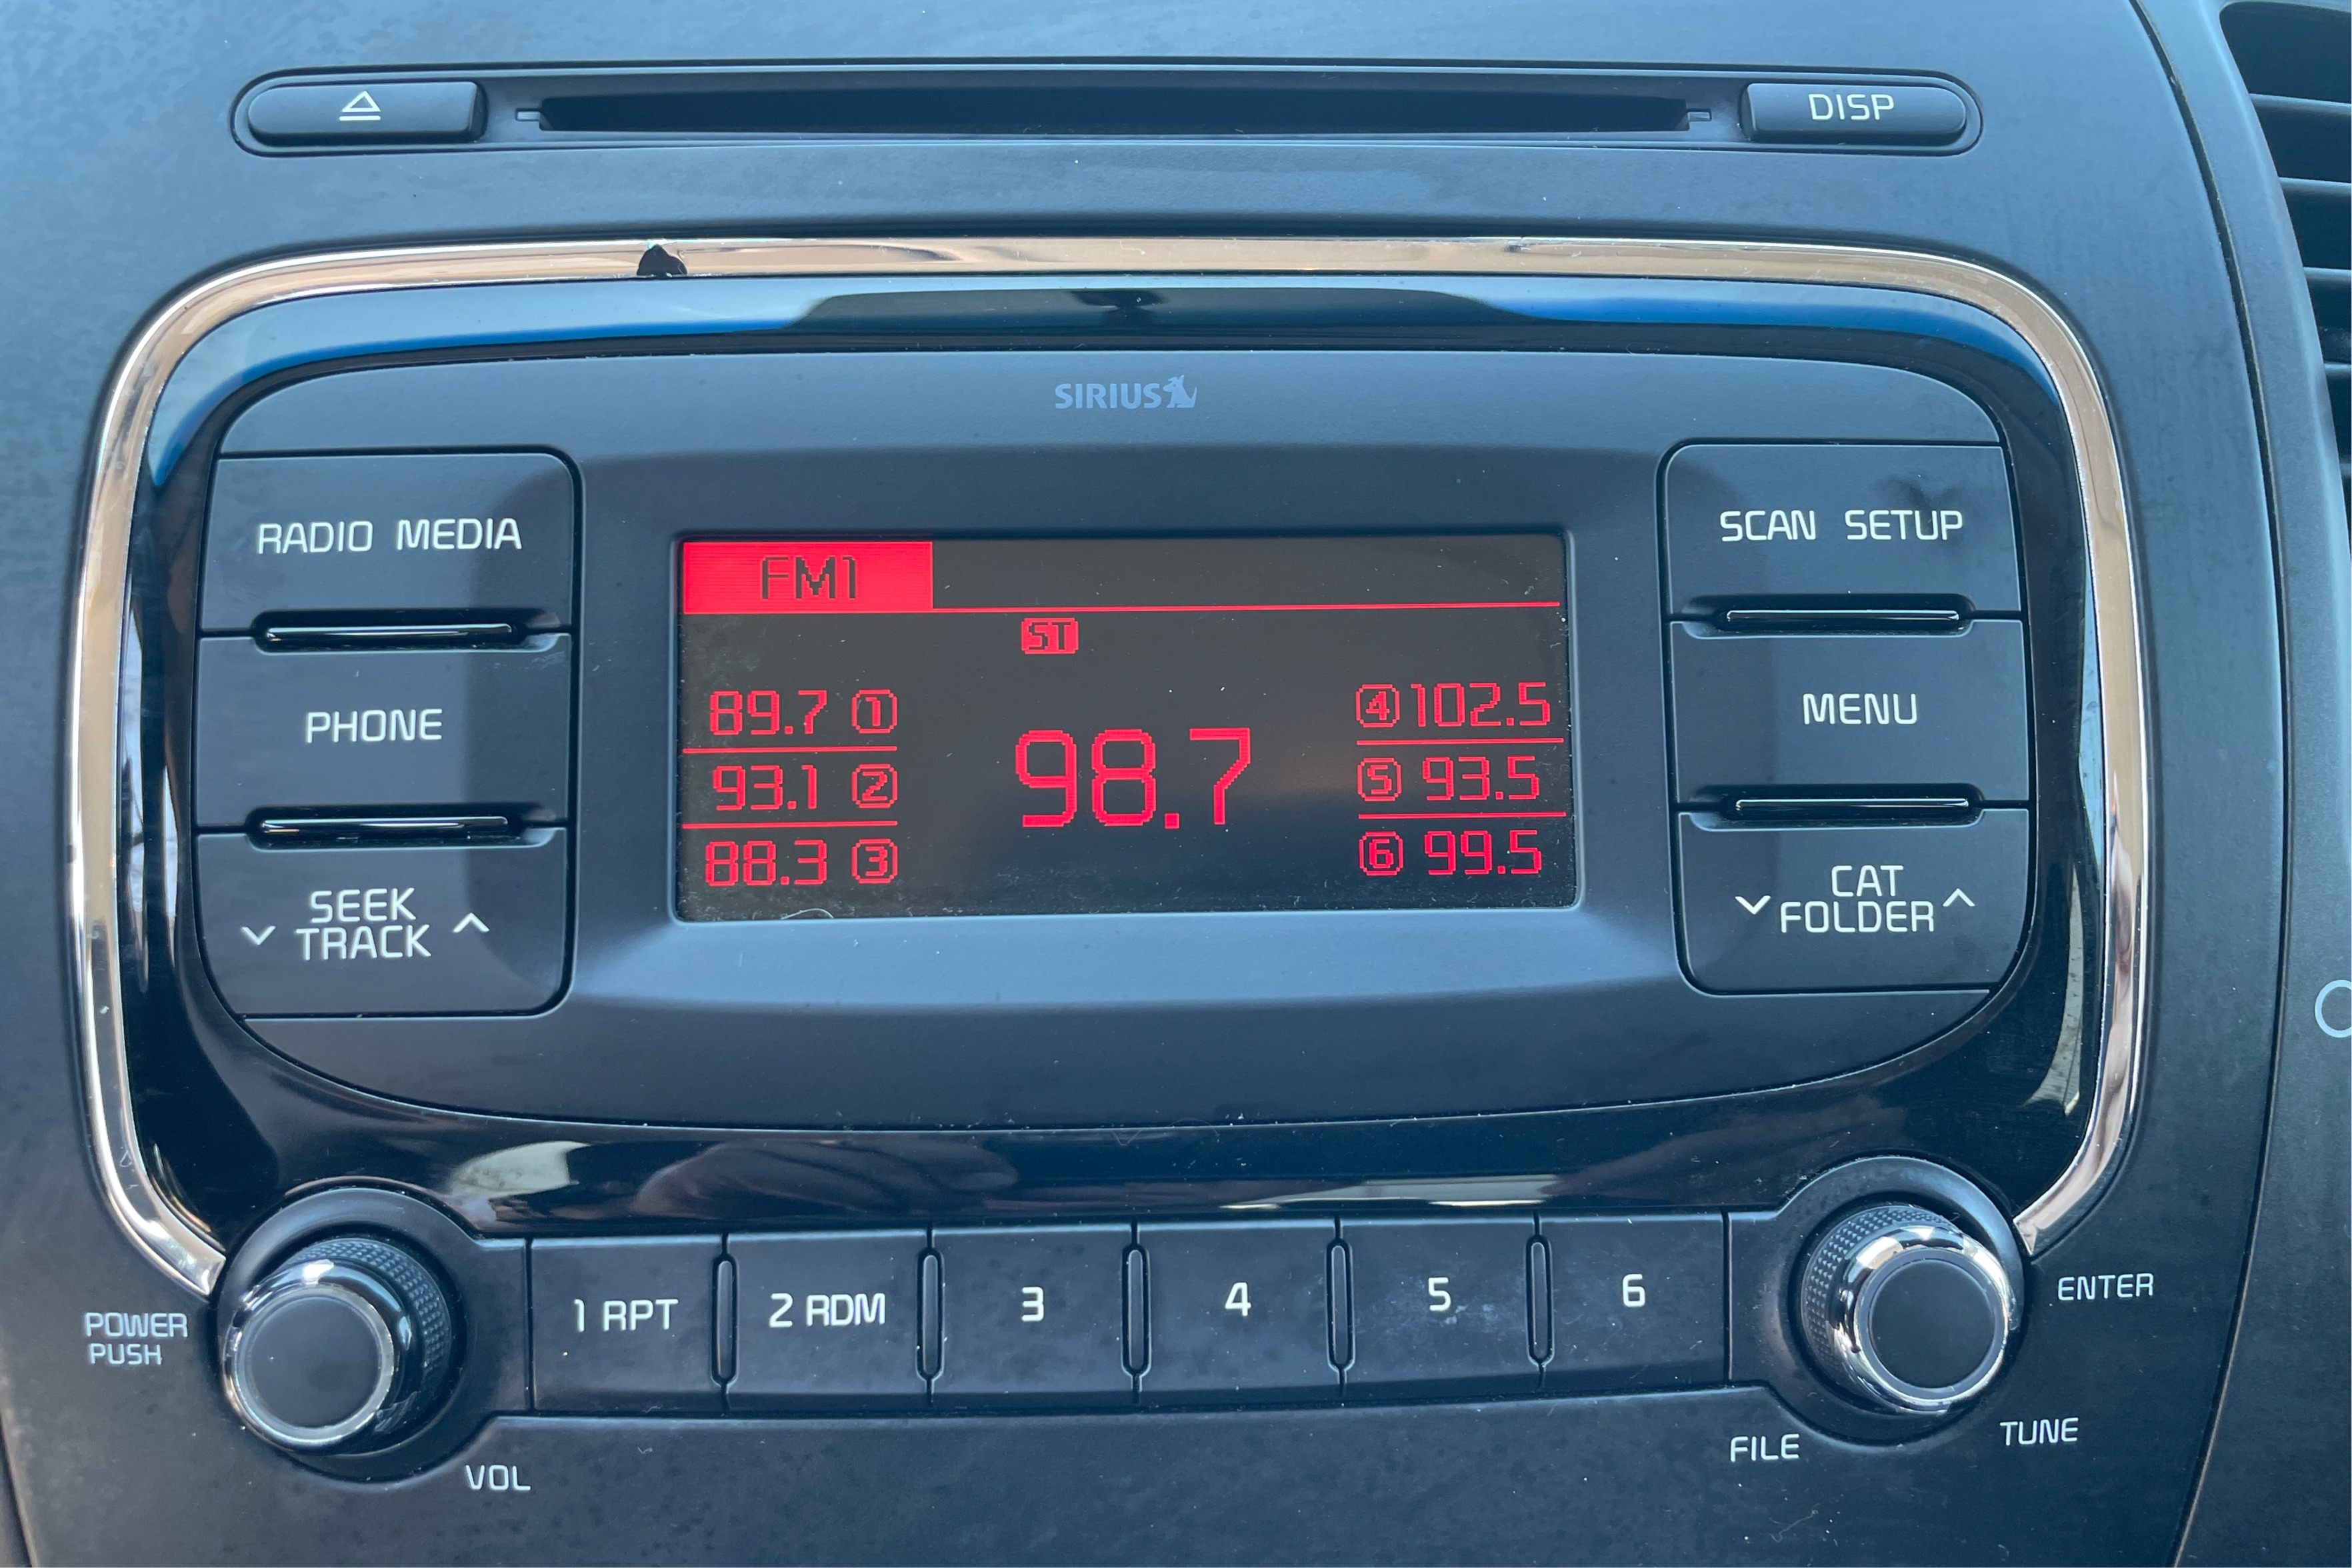 DISP
SIRIUS
RADIO MEDIA
PHONE
SEEK
TRACK
FM1
ST
89.7 ①
93.1 ②
88.3 ③
98.7
④ 102.5
⑤ 93.5
⑥ 99.5
SCAN SETUP
MENU
CAT
FOLDER
POWER
PUSH
VOL
1 RPT
2 RDM
3
4
5
6
ENTER
TUNE
FILE